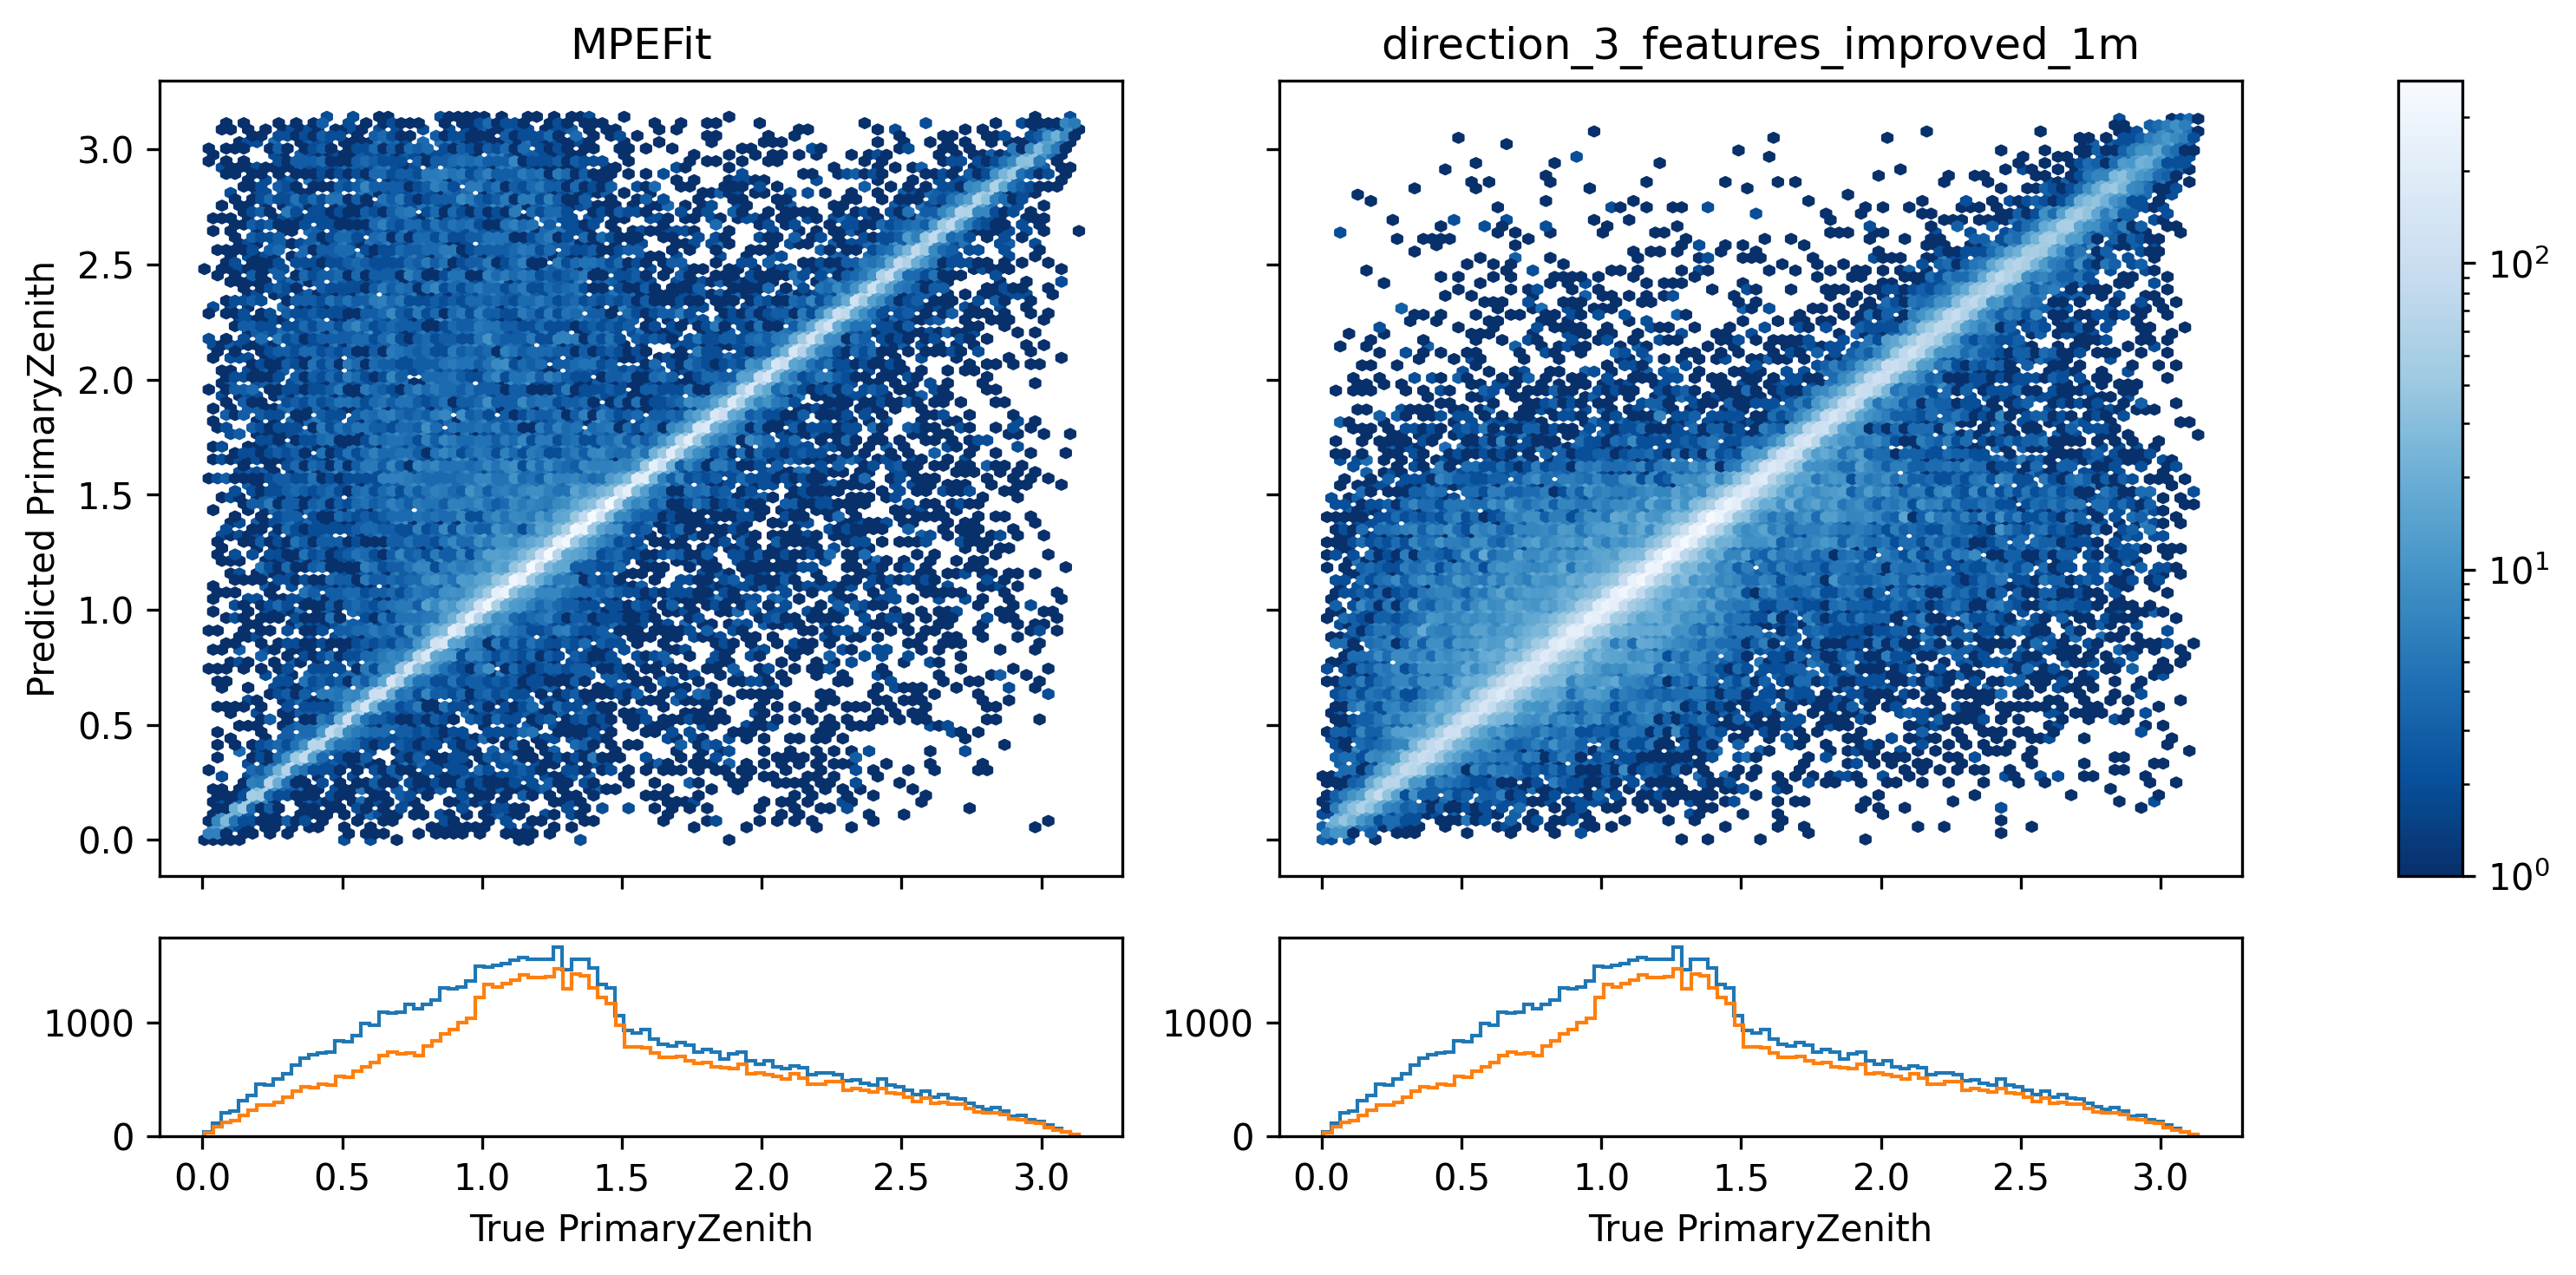 MPEFit
direction_3_features_improved_1m
Predicted PrimaryZenith
3.0
2.5
2.0
1.5
1.0
0.5
0.0
10²
10¹
10⁰
1000
0
1000
0
0.0 0.5 1.0 1.5 2.0 2.5 3.0
0.0 0.5 1.0 1.5 2.0 2.5 3.0
True PrimaryZenith
True PrimaryZenith